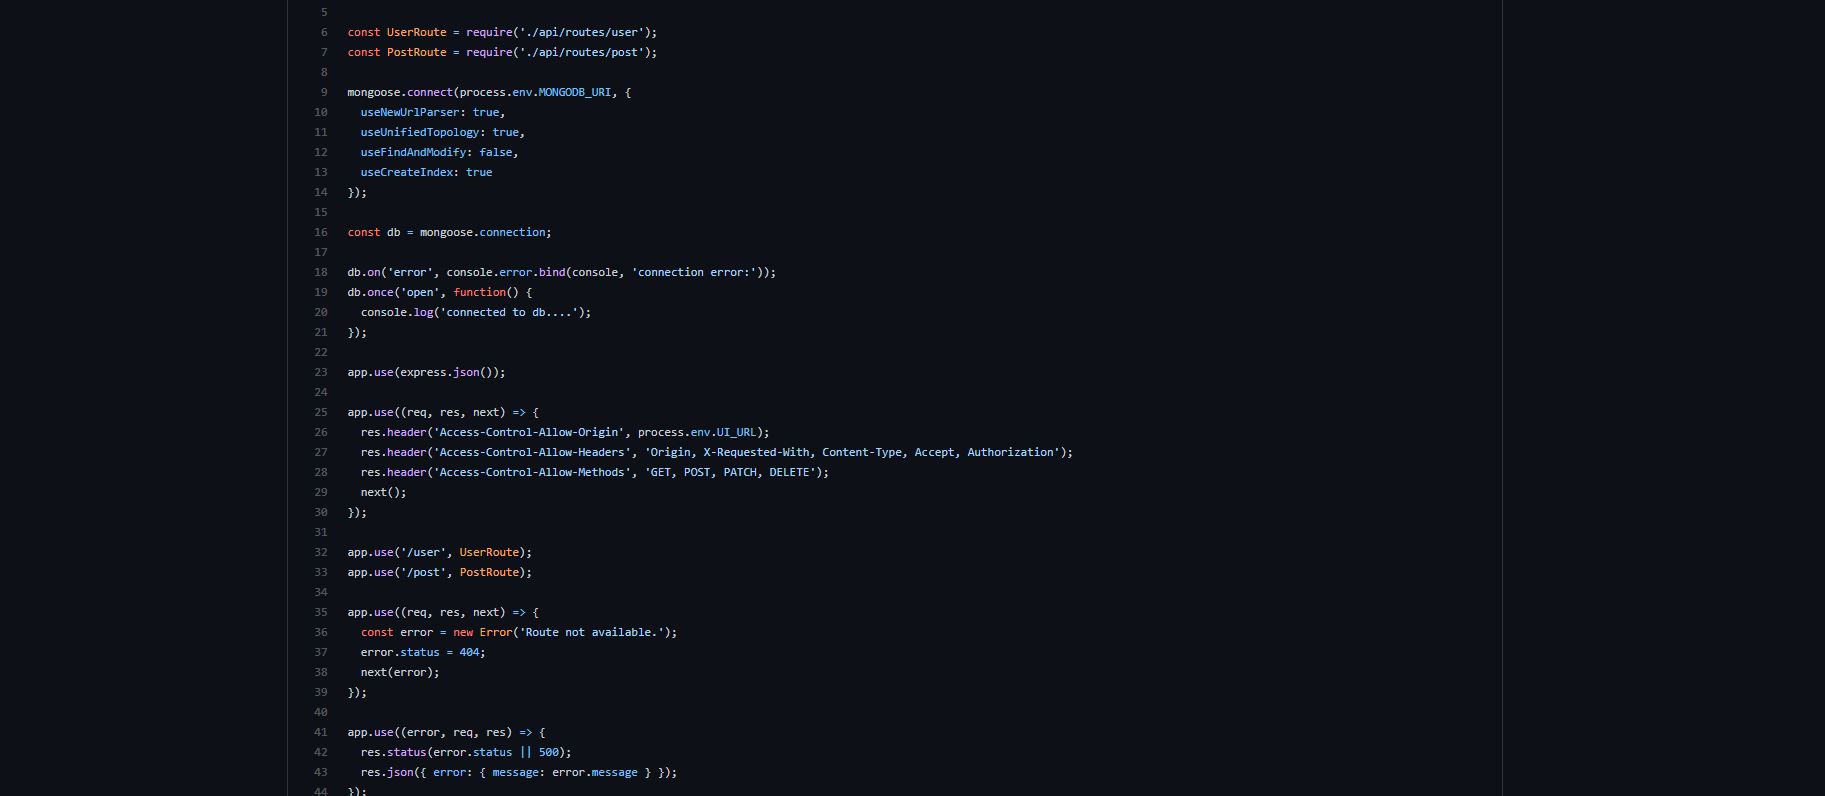 5
6 const UserRoute = require('./api/routes/user');
7 const PostRoute = require('./api/routes/post');
8
9 mongoose.connect(process.env.MONGODB_URI, {
10   useNewUrlParser: true,
11   useUnifiedTopology: true,
12   useFindAndModify: false,
13   useCreateIndex: true
14 });
15
16 const db = mongoose.connection;
17
18 db.on('error', console.error.bind(console, 'connection error:'));
19 db.once('open', function() {
20   console.log('connected to db....');
21 });
22
23 app.use(express.json());
24
25 app.use((req, res, next) => {
26   res.header('Access-Control-Allow-Origin', process.env.UI_URL);
27   res.header('Access-Control-Allow-Headers', 'Origin, X-Requested-With, Content-Type, Accept, Authorization');
28   res.header('Access-Control-Allow-Methods', 'GET, POST, PATCH, DELETE');
29   next();
30 });
31
32 app.use('/user', UserRoute);
33 app.use('/post', PostRoute);
34
35 app.use((req, res, next) => {
36   const error = new Error('Route not available.');
37   error.status = 404;
38   next(error);
39 });
40
41 app.use((error, req, res) => {
42   res.status(error.status || 500);
43   res.json({ error: { message: error.message } });
44 });